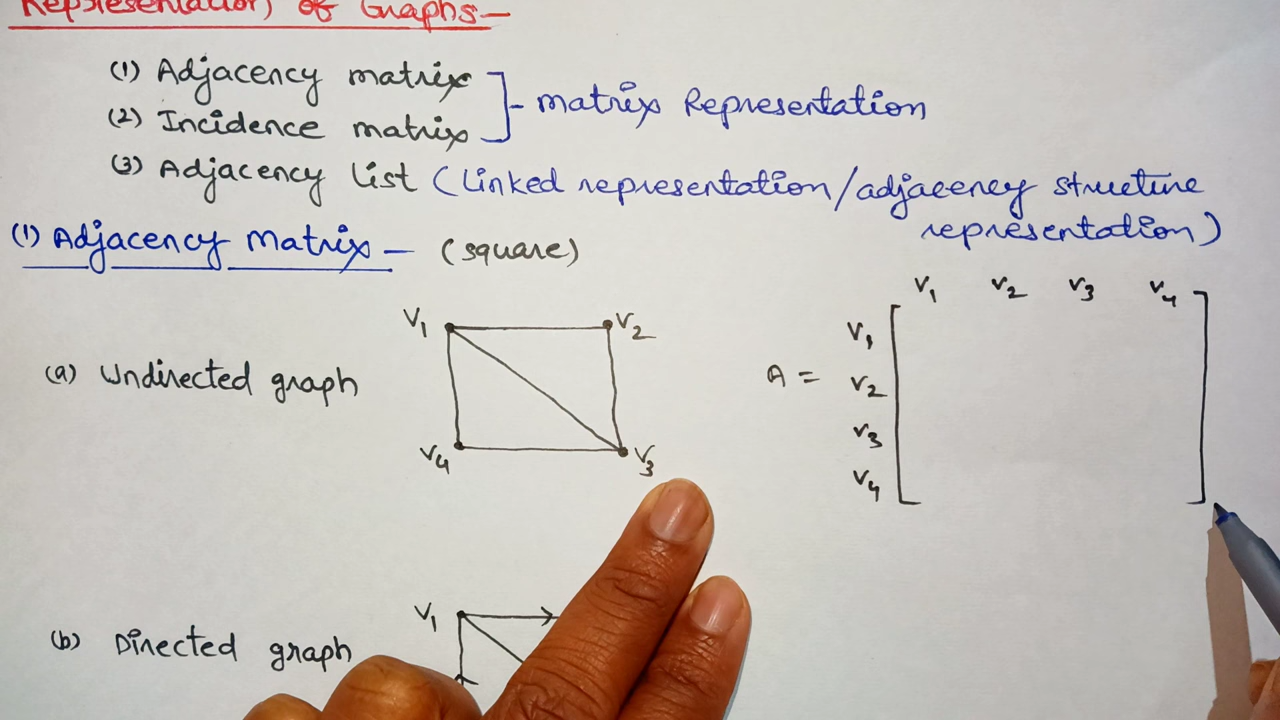 Representation of Graphs-
(1) Adjacency matrix
(2) Incidence matrix
] - matrix Representation
(3) Adjacency list (linked representation/adjacency structure
representation)
(1) Adjacency Matrix - (square)
(a) Undirected graph
V1 V2
V4 V3
A =
V1 V2 V3 V4
V1
V2
V3
V4
(b) Directed graph
V1